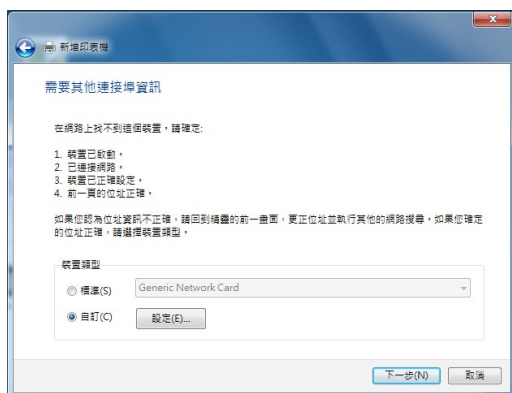 新增印表機
需要其他連接埠資訊
在網路上找不到這個裝置，請確定:
1. 裝置已啟動。
2. 已連接網路。
3. 裝置已正確設定。
4. 前一頁的位址正確。
如果您認為位址資訊不正確，請回到精靈的前一畫面，更正位址並執行其他的網路搜尋。如果您確定
的位址正確，請選擇裝置類型。
裝置類型
標準(S) Generic Network Card
自訂(C) 設定(E)...
下一步(N) 取消